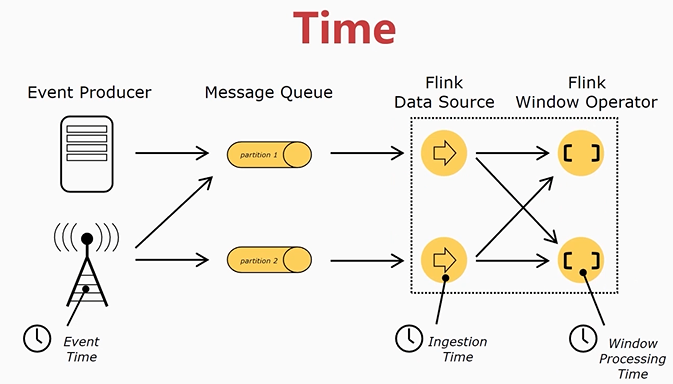 Time
Event Producer
Message Queue
Flink
Data Source
Flink
Window Operator
partition 1
partition 2
Event
Time
Ingestion
Time
Window
Processing
Time